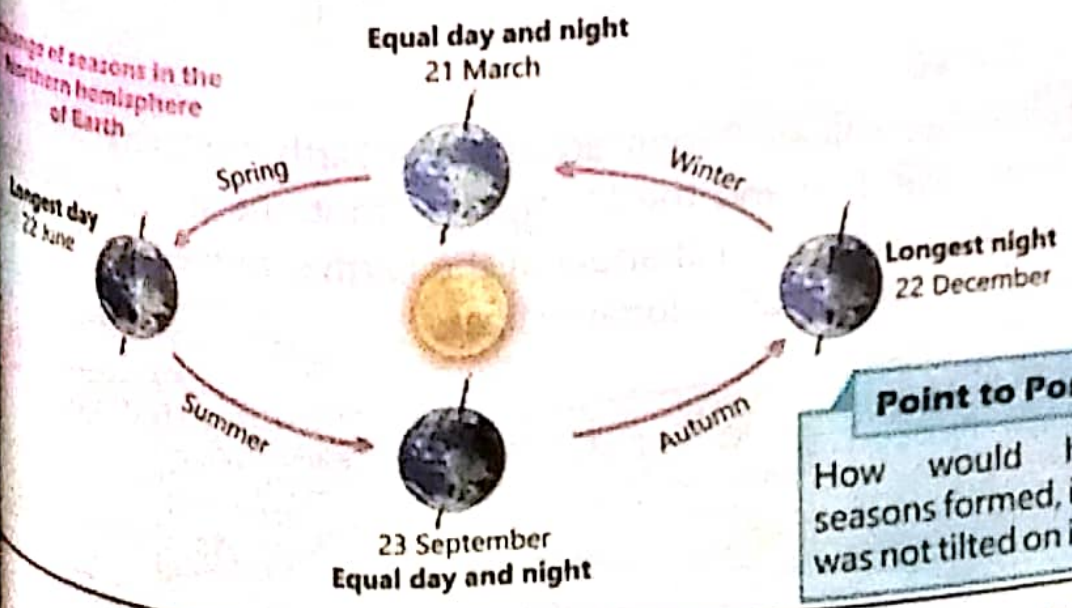 of seasons in the
hemisphere
of Earth
Equal day and night
21 March
Spring
Winter
Longest day
22 June
Longest night
22 December
Summer
Autumn
23 September
Equal day and night
Point to
How would
seasons formed,
was not tilted on